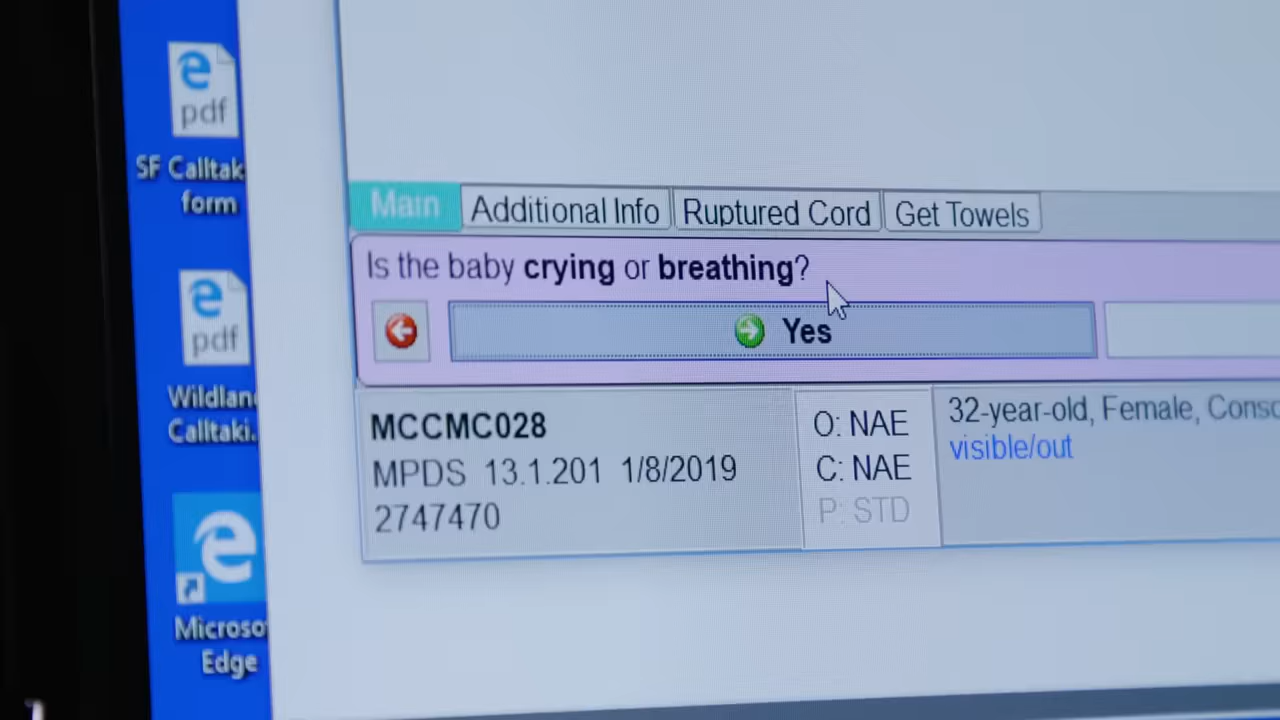 pdf
SF Calltak
form
pdf
Wildlan
Calltaki.
Microso
Edge
Main
Additional Info
Ruptured Cord
Get Towels
Is the baby crying or breathing?
Yes
MCCMC028
MPDS 13.1.201 1/8/2019
2747470
O: NAE
C: NAE
P: STD
32-year-old, Female, Consc
visible/out